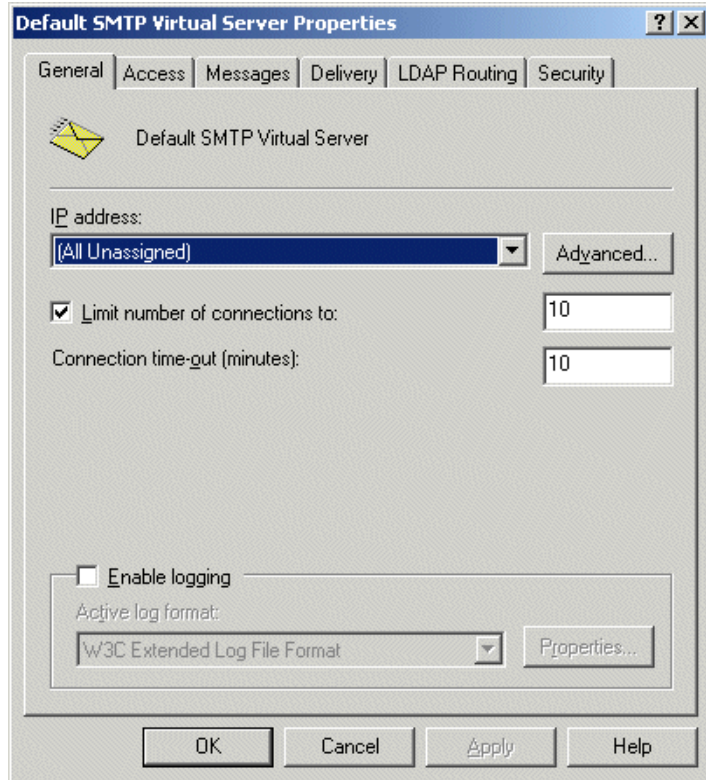 Default SMTP Virtual Server Properties
General Access Messages Delivery LDAP Routing Security
Default SMTP Virtual Server
IP address:
(All Unassigned) Advanced...
Limit number of connections to: 10
Connection time-out (minutes): 10
Enable logging
Active log format:
W3C Extended Log File Format Properties...
OK Cancel Apply Help